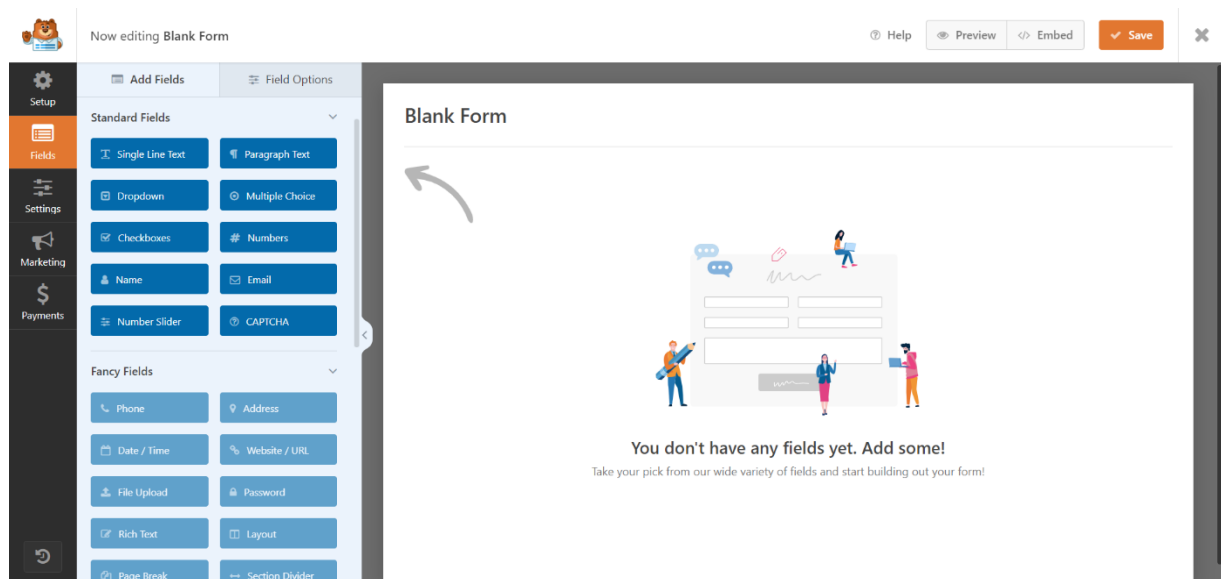 Now editing Blank Form
Help
Preview
</> Embed
Save
Setup
Fields
Settings
Marketing
Payments
Add Fields
Field Options
Standard Fields
Single Line Text
Paragraph Text
Dropdown
Multiple Choice
Checkboxes
# Numbers
Name
Email
Number Slider
CAPTCHA
Fancy Fields
Phone
Address
Date / Time
Website / URL
File Upload
Password
Rich Text
Layout
Page Break
Section Divider
Blank Form
You don't have any fields yet. Add some!
Take your pick from our wide variety of fields and start building out your form!